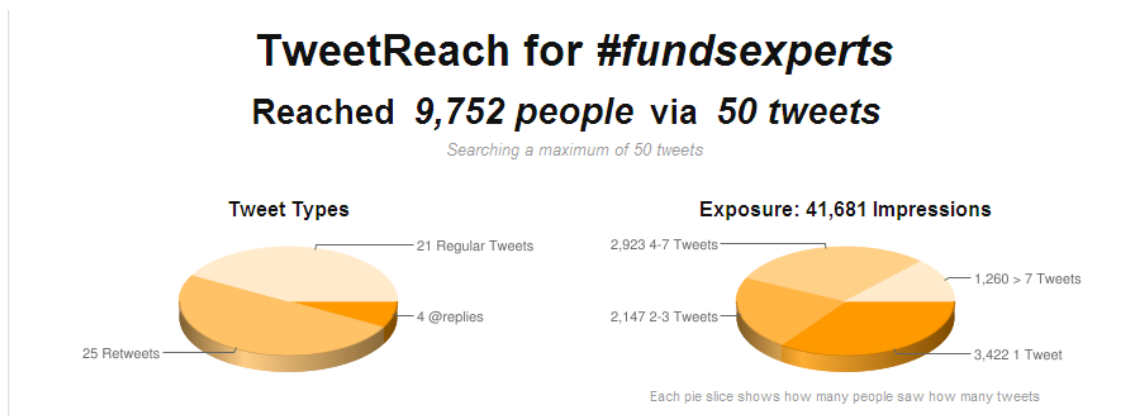 TweetReach for #fundsexperts
Reached 9,752 people via 50 tweets
Searching a maximum of 50 tweets
Tweet Types
21 Regular Tweets
4 @replies
25 Retweets
Exposure: 41,681 Impressions
2,923 4-7 Tweets
1,260 > 7 Tweets
2,147 2-3 Tweets
3,422 1 Tweet
Each pie slice shows how many people saw how many tweets